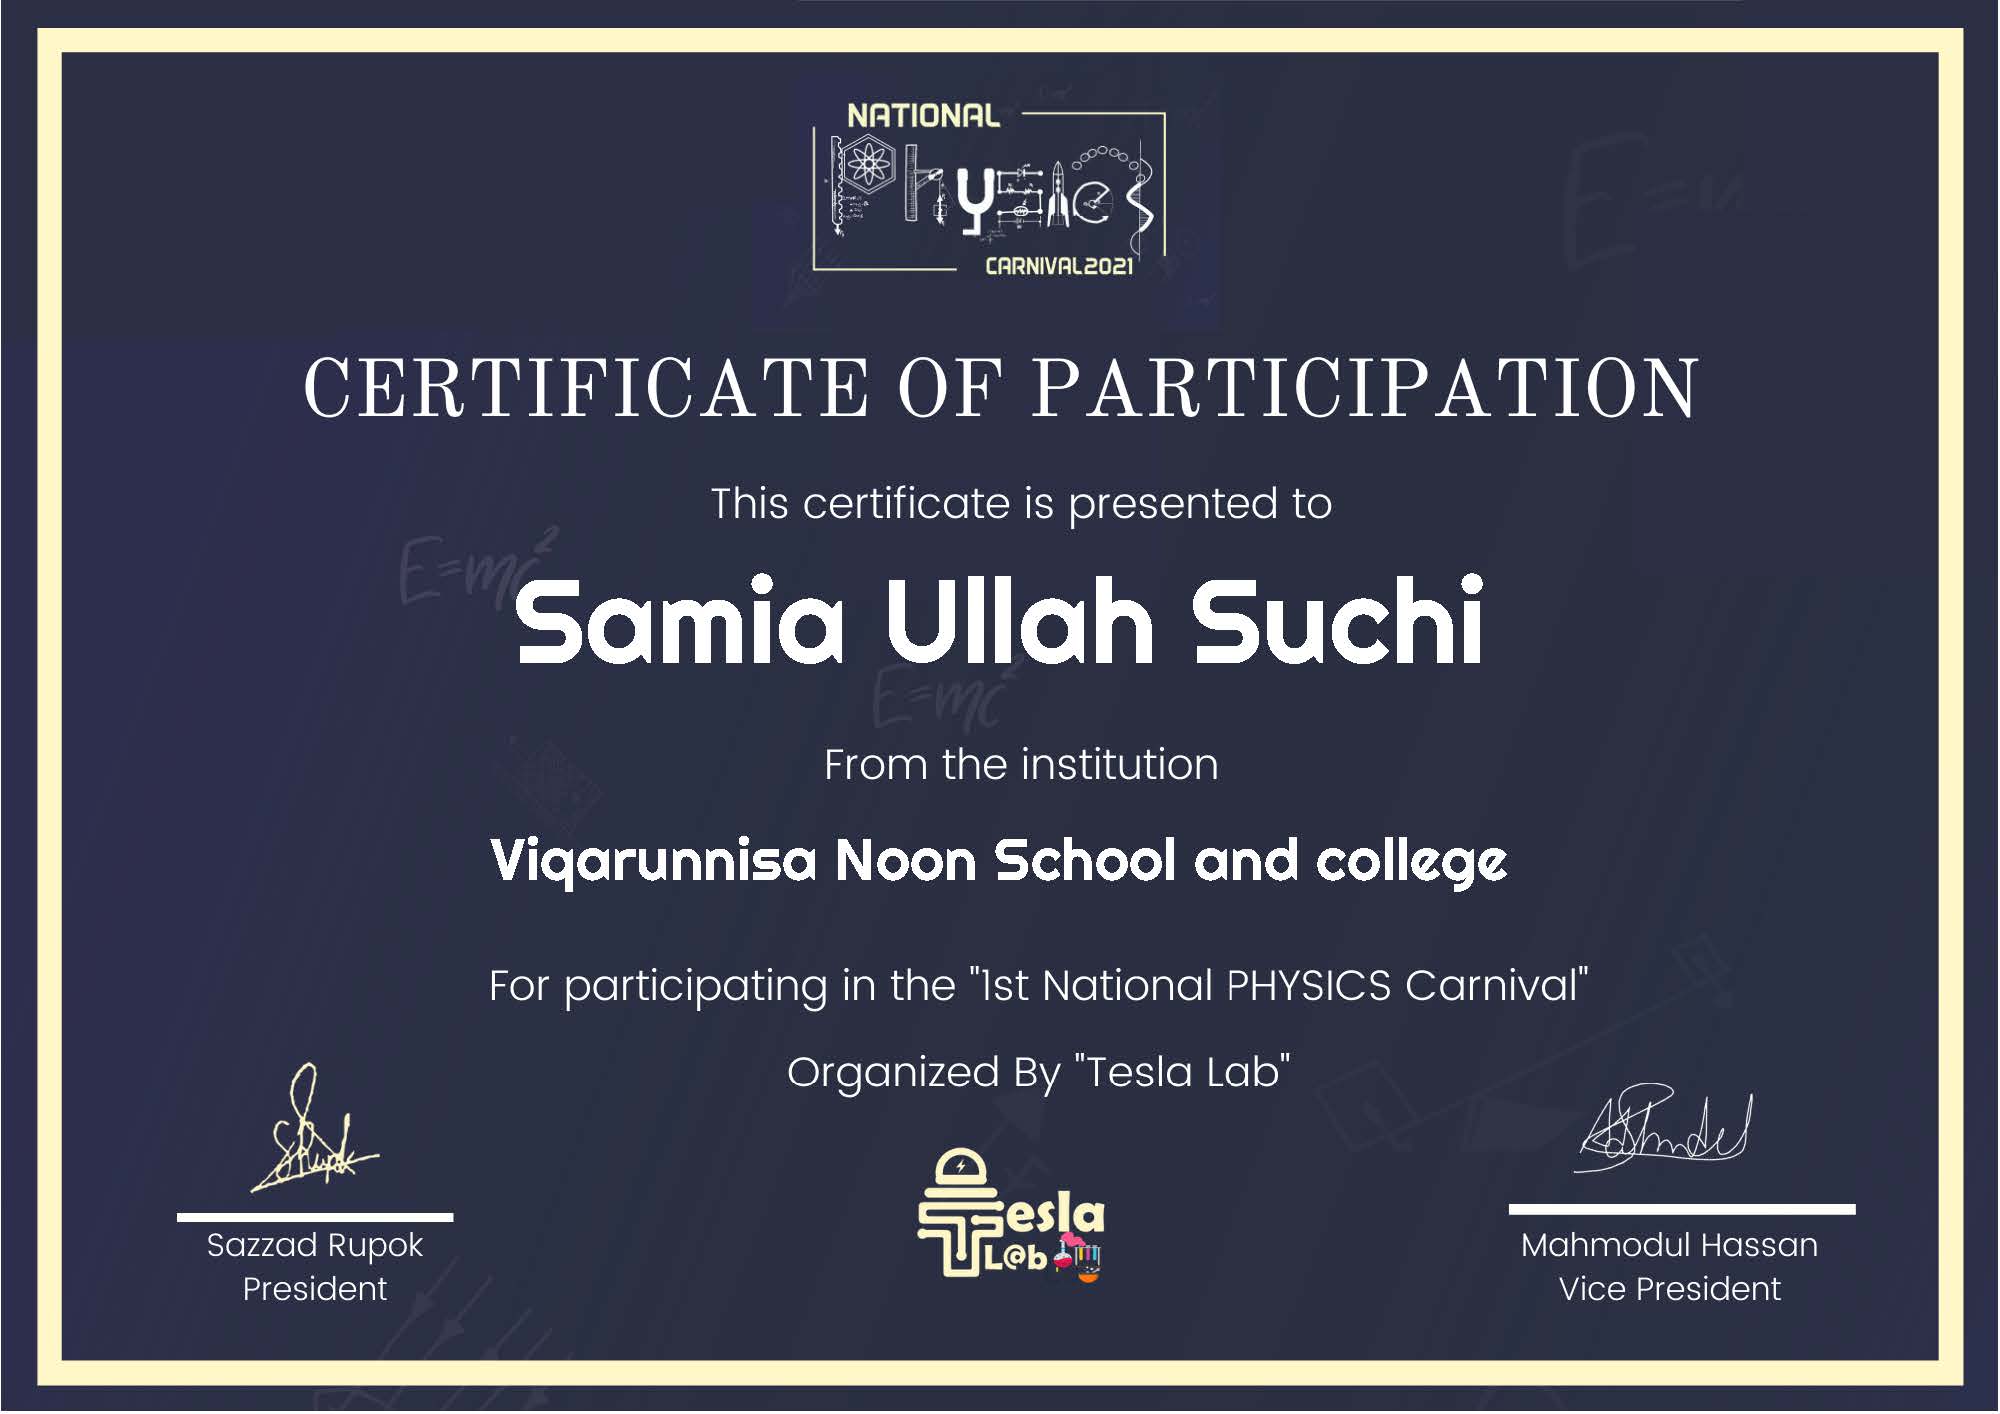 NATIONAL
Physics
CARNIVAL2021
CERTIFICATE OF PARTICIPATION
This certificate is presented to
E=mc²
Samia Ullah Suchi
E=mc²
From the institution
Viqarunnisa Noon School and college
For participating in the "1st National PHYSICS Carnival"
Organized By "Tesla Lab"
Tesla
L@b
Sazzad Rupok
President
Mahmodul Hassan
Vice President